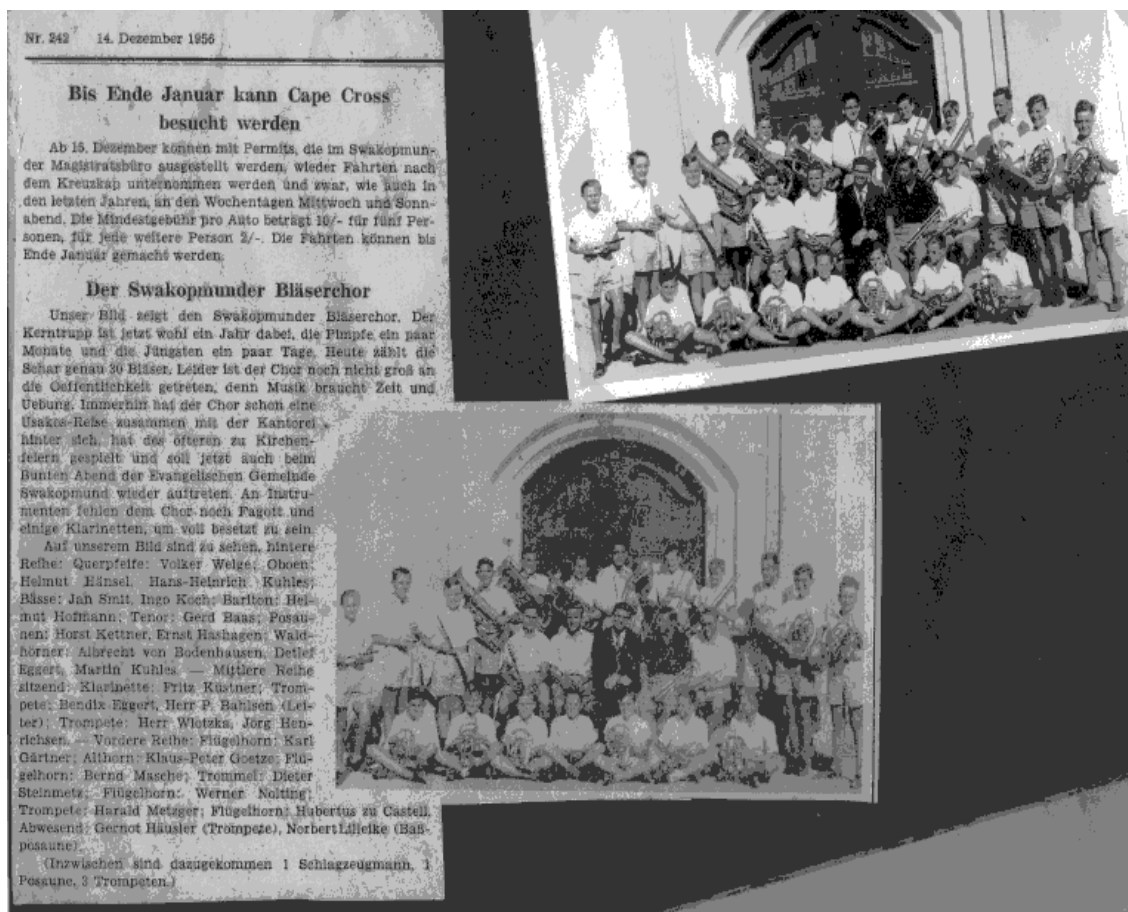 Nr. 242 14. Dezember 1956
Bis Ende Januar kann Cape Cross
besucht werden
Ab 15. Dezember können mit Permits, die im Swakopmun-
der Magistratsbüro ausgestellt werden, wieder Fahrten nach
dem Kreuzkap unternommen werden und zwar, wie auch in
den letzten Jahren, an den Wochentagen Mittwoch und Sonn-
abend. Die Mindestgebühr pro Auto beträgt 10/- für fünf Per-
sonen, für jede weitere Person 2/-. Die Fahrten können bis
Ende Januar gemacht werden.
Der Swakopmunder Bläserchor
Unser Bild zeigt den Swakopmunder Bläserchor. Der
Kerntrupp ist jetzt wohl ein Jahr dabei, die Pimpfe ein paar
Monate und die Jüngsten ein paar Tage. Heute zählt die
Schar genau 30 Bläser. Leider ist der Chor noch nicht groß an
die Oeffentlichkeit getreten, denn Musik braucht Zeit und
Uebung. Immerhin hat der Chor schon eine
Usakos-Reise zusammen mit der Kantorei
hinter sich, hat des öfteren zu Kirchen-
feiern gespielt und soll jetzt auch beim
Bunten Abend der Evangelischen Gemeinde
Swakopmund wieder auftreten. An Instru-
menten fehlen dem Chor noch Fagott und
einige Klarinetten, um voll besetzt zu sein.
Auf unserem Bild sind zu sehen, hintere
Reihe: Querpfeife: Volker Welge; Oboen:
Helmut Hänsel, Hans-Heinrich Kuhles;
Bässe: Jan Smit, Ingo Koch; Bariton: Hel-
mut Hofmann; Tenor: Gerd Baas; Posau-
nen: Horst Kettner, Ernst Hashagen; Wald-
hörner: Albrecht von Bodenhausen, Detlef
Eggert, Martin Kuhles. — Mittlere Reihe
sitzend: Klarinette: Fritz Küstner; Trom-
pete: Bendix Eggert, Herr P. Bahlsen (Lei-
ter); Trompete: Herr Wlotzka, Jörg Hen-
richsen. — Vordere Reihe: Flügelhorn: Karl
Gärtner; Althorn: Klaus-Peter Goetze; Flü-
gelhorn: Bernd Masche; Trommel: Dieter
Steinmetz; Flügelhorn: Werner Nolting;
Trompete: Harald Metzger; Flügelhorn: Hubertus zu Castell.
Abwesend: Gernot Häusler (Trompete), Norbert Lilleike (Baß-
posaune).
(Inzwischen sind dazugekommen 1 Schlagzeugmann, 1
Posaune, 3 Trompeten.)